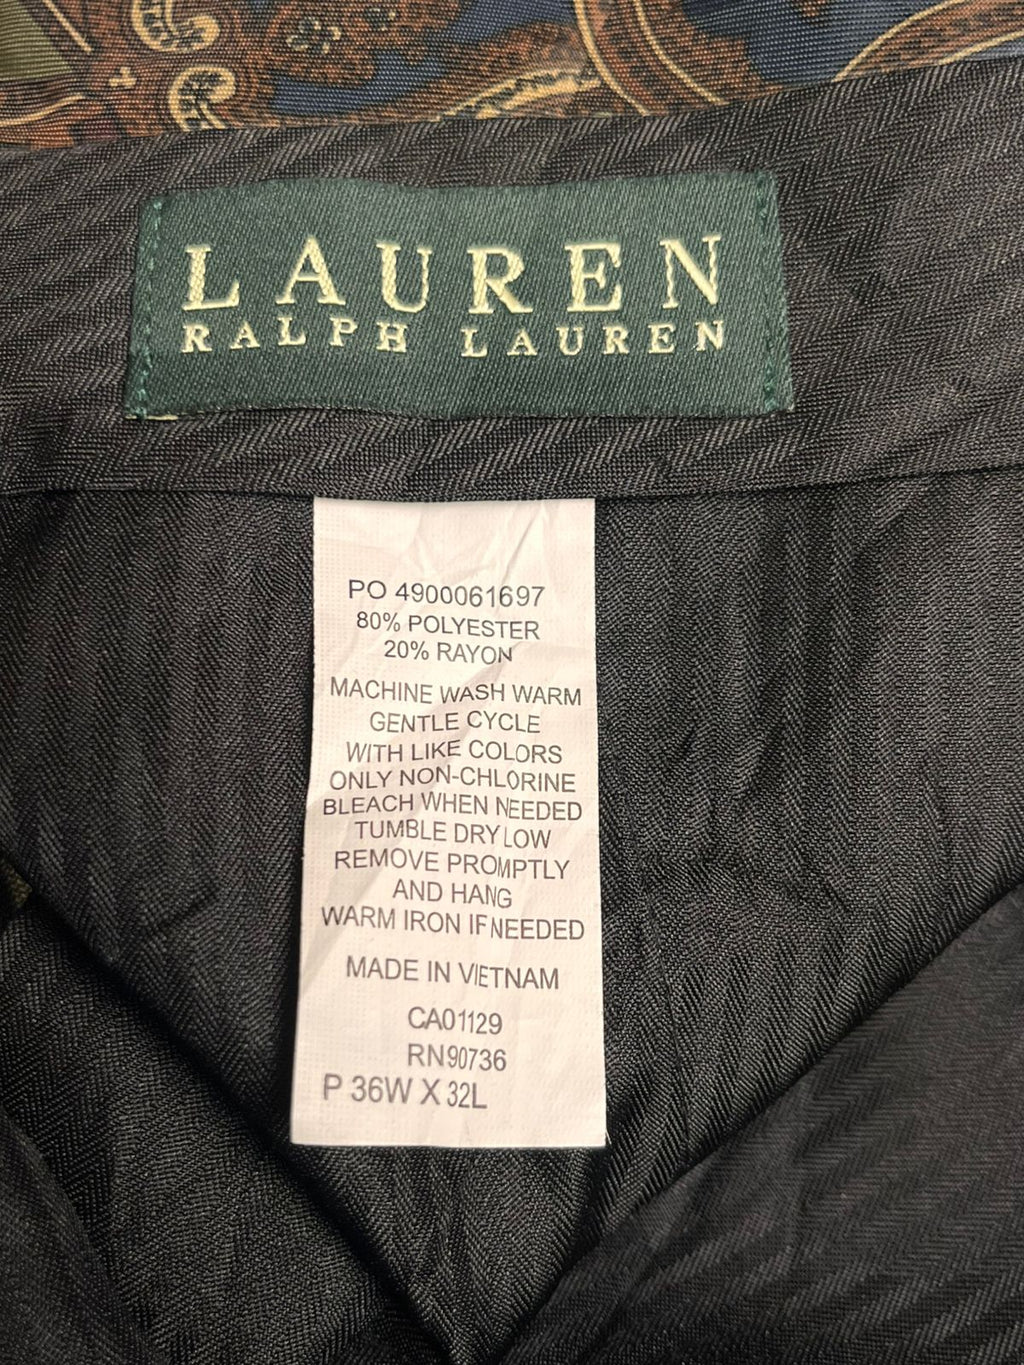 LAUREN
RALPH LAUREN
PO 4900061697
80% POLYESTER
20% RAYON
MACHINE WASH WARM
GENTLE CYCLE
WITH LIKE COLORS
ONLY NON-CHLORINE
BLEACH WHEN NEEDED
TUMBLE DRY LOW
REMOVE PROMPTLY
AND HANG
WARM IRON IF NEEDED
MADE IN VIETNAM
CA01129
RN90736
P 36W X 32L